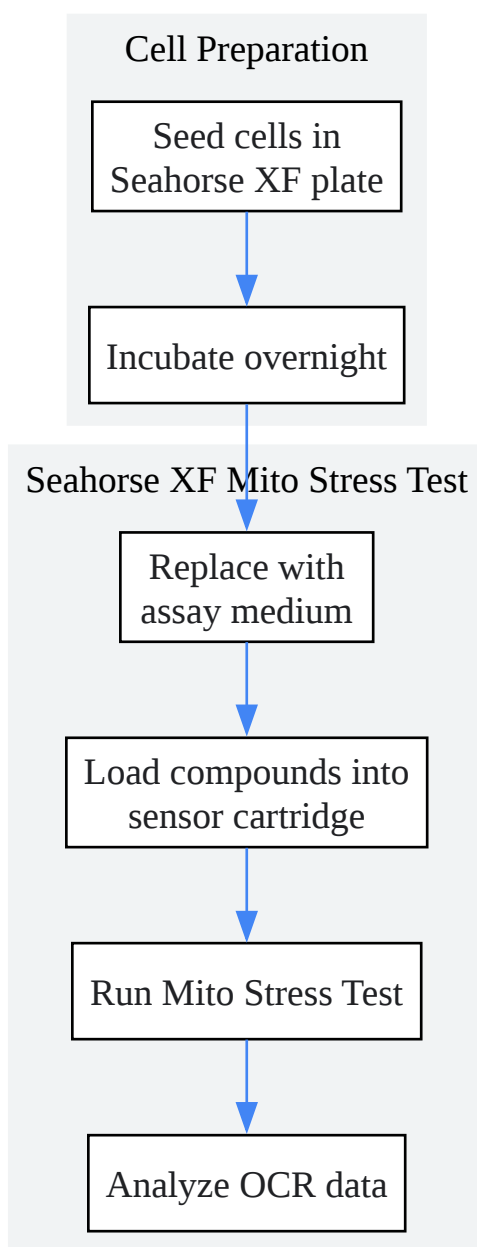 Cell Preparation
Seed cells in
Seahorse XF plate
Incubate overnight
Seahorse XF Mito Stress Test
Replace with
assay medium
Load compounds into
sensor cartridge
Run Mito Stress Test
Analyze OCR data